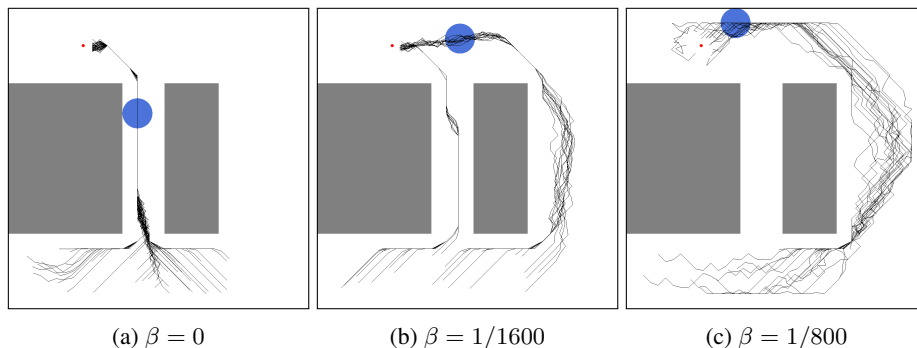 (a) β = 0
(b) β = 1/1600
(c) β = 1/800